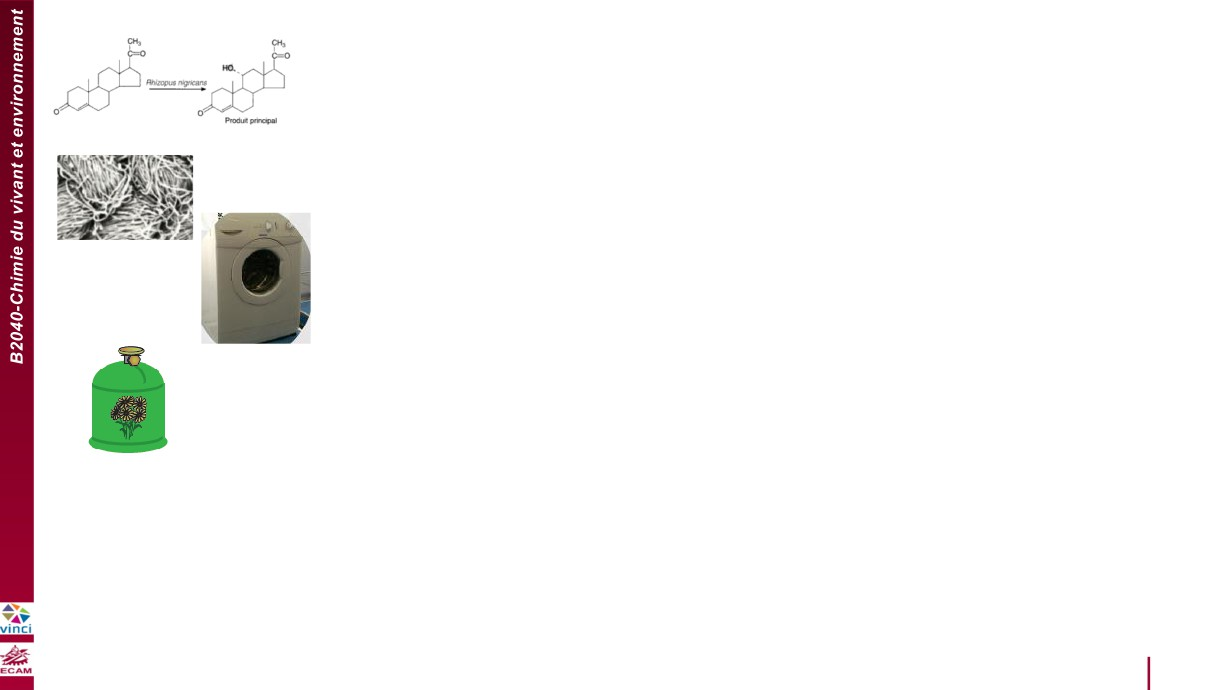 B2040-Chimie du vivant et environnement
CH₃
C=O
O
Rhizopus nigricans
CH₃
C=O
HO
O
Produit principal
vinci
ECAM